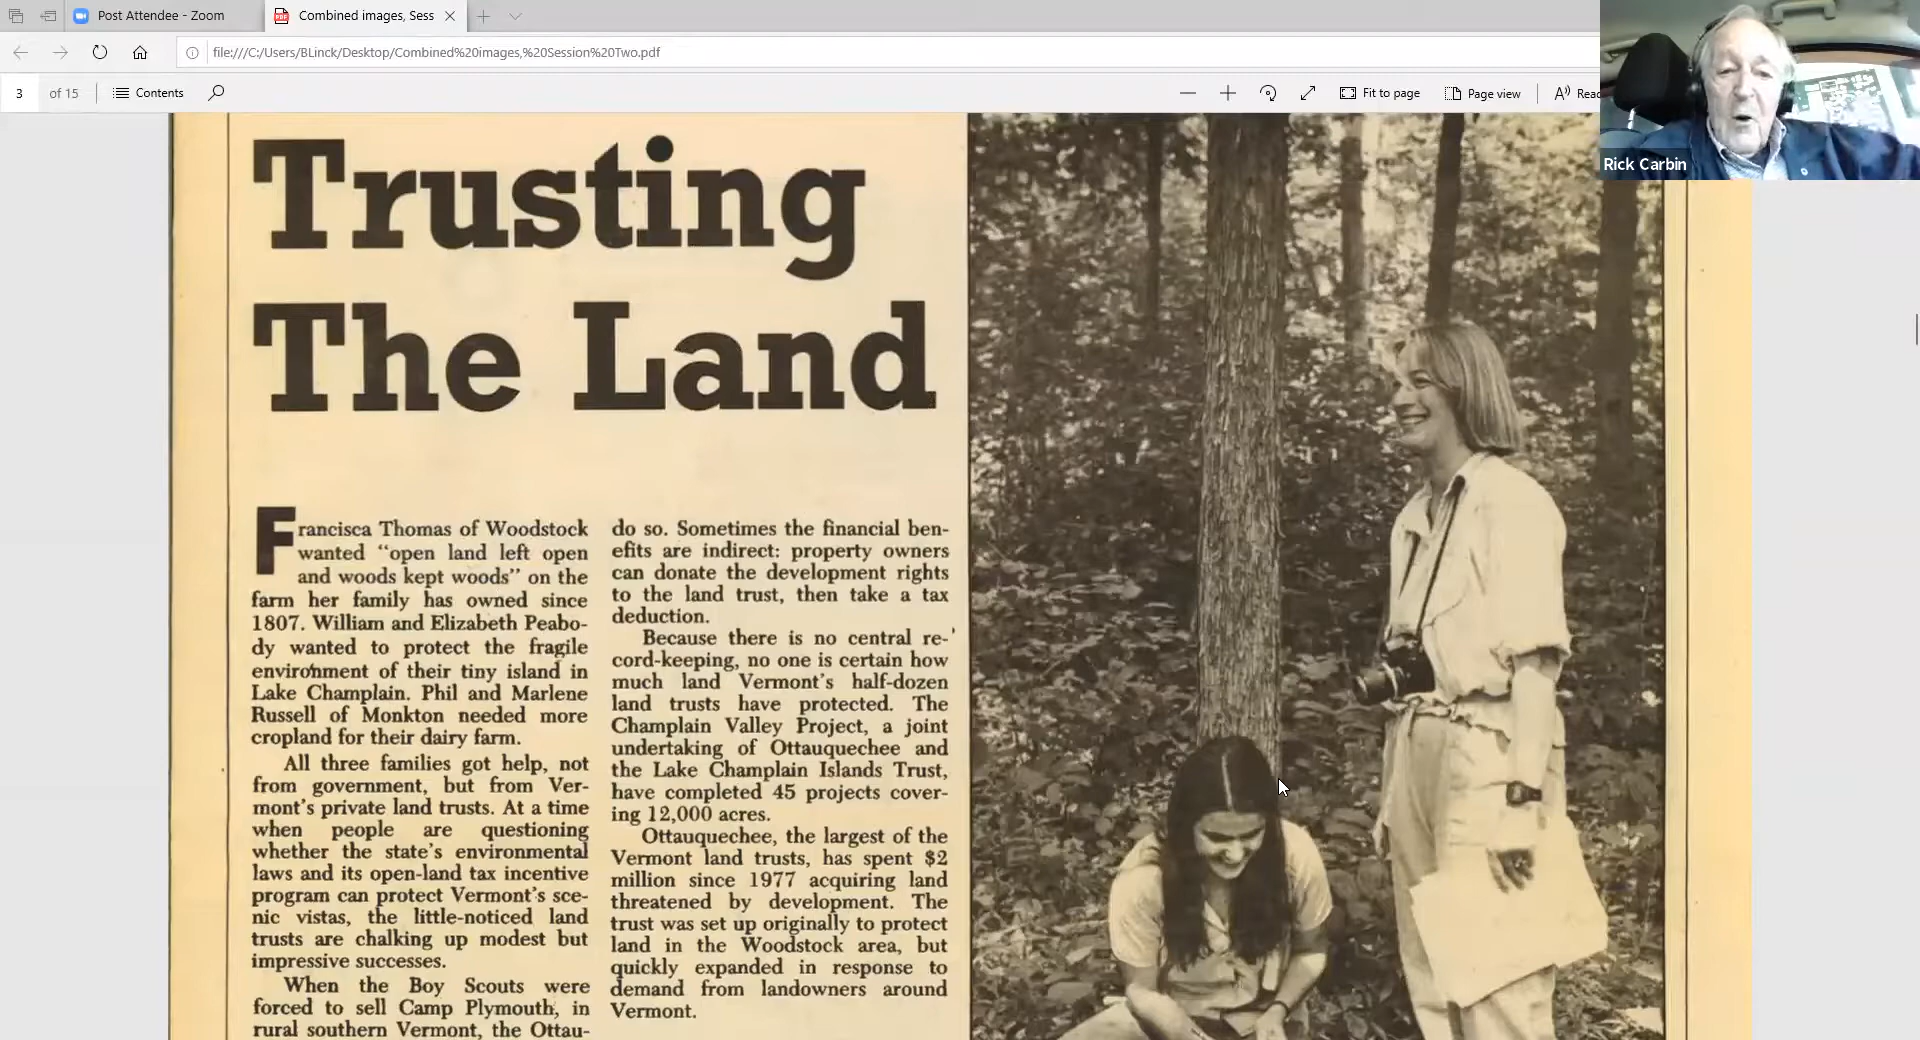 Post Attendee - Zoom
Combined images, Sess
file:///C:/Users/BLinck/Desktop/Combined%20images,%20Session%20Two.pdf
3 of 15
Contents
Fit to page
Page view
Read
Rick Carbin
Trusting
The Land
Francisca Thomas of Woodstock
wanted “open land left open
and woods kept woods” on the
farm her family has owned since
1807. William and Elizabeth Peabo-
dy wanted to protect the fragile
environment of their tiny island in
Lake Champlain. Phil and Marlene
Russell of Monkton needed more
cropland for their dairy farm.
All three families got help, not
from government, but from Ver-
mont's private land trusts. At a time
when people are questioning
whether the state's environmental
laws and its open-land tax incentive
program can protect Vermont's sce-
nic vistas, the little-noticed land
trusts are chalking up modest but
impressive successes.
When the Boy Scouts were
forced to sell Camp Plymouth, in
rural southern Vermont, the Ottau-
do so. Sometimes the financial ben-
efits are indirect: property owners
can donate the development rights
to the land trust, then take a tax
deduction.
Because there is no central re-
cord-keeping, no one is certain how
much land Vermont's half-dozen
land trusts have protected. The
Champlain Valley Project, a joint
undertaking of Ottauquechee and
the Lake Champlain Islands Trust,
have completed 45 projects cover-
ing 12,000 acres.
Ottauquechee, the largest of the
Vermont land trusts, has spent $2
million since 1977 acquiring land
threatened by development. The
trust was set up originally to protect
land in the Woodstock area, but
quickly expanded in response to
demand from landowners around
Vermont.